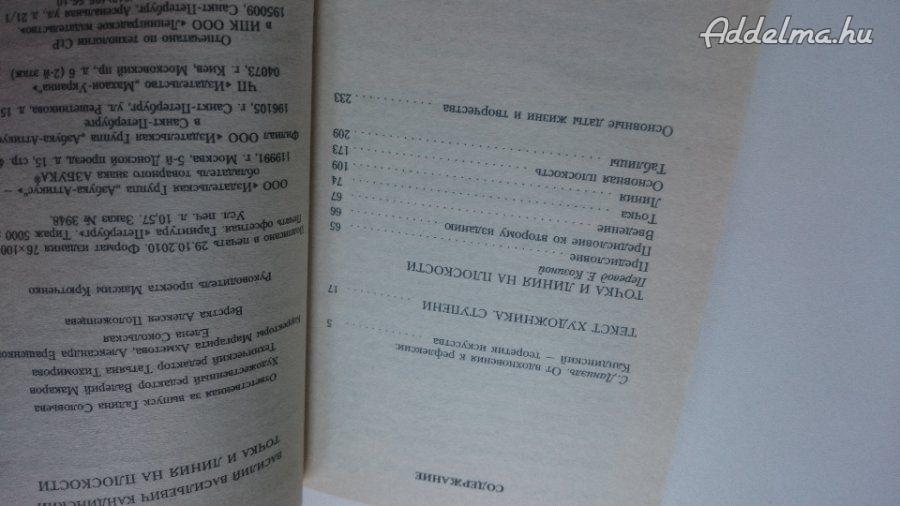 Addelma.hu
ВАСИЛИЙ ВАСИЛЬЕВИЧ КАНДИНСКИЙ
ТОЧКА И ЛИНИЯ НА ПЛОСКОСТИ
Ответственная за выпуск Галина Соловьева
Художественный редактор Валерий Макаров
Технический редактор Татьяна Тихомирова
Корректоры Маргарита Ахметова, Александра
Елена Сокольская
Верстка Алексея Положенцева
Руководитель проекта Максим Крютченко
Подписано в печать 29.10.2010. Формат издания 76×100
Печать офсетная. Гарнитура «Петербург». Тираж 5000
Усл. печ. л. 10,57. Заказ № 3948.
ООО «Издательская Группа „Азбука-Аттикус“» —
обладатель товарного знака АЗБУКА®
119991, г. Москва, 5-й Донской проезд, д. 15, стр. 4
Филиал ООО «Издательская Группа „Азбука-Аттикус
в Санкт-Петербурге
196105, г. Санкт-Петербург, ул. Решетникова, д. 15
ЧП «Издательство „Махаон-Украина“»
04073, г. Киев, Московский пр., д. 6 (2-й этаж)
Отпечатано по технологии CtP
в ИПК ООО «Ленинградское издательство»
195009, Санкт-Петербург, Арсенальная ул., д. 21/1
СОДЕРЖАНИЕ
С. Даниэль. От вдохновения к рефлексии:
Кандинский — теоретик искусства 5
ТЕКСТ ХУДОЖНИКА. СТУПЕНИ 17
ТОЧКА И ЛИНИЯ НА ПЛОСКОСТИ
Перевод Е. Козиной
Предисловие 65
Предисловие ко второму изданию 66
Введение 67
Точка 74
Линия 109
Основная плоскость 173
Таблицы 209
Основные даты жизни и творчества 233